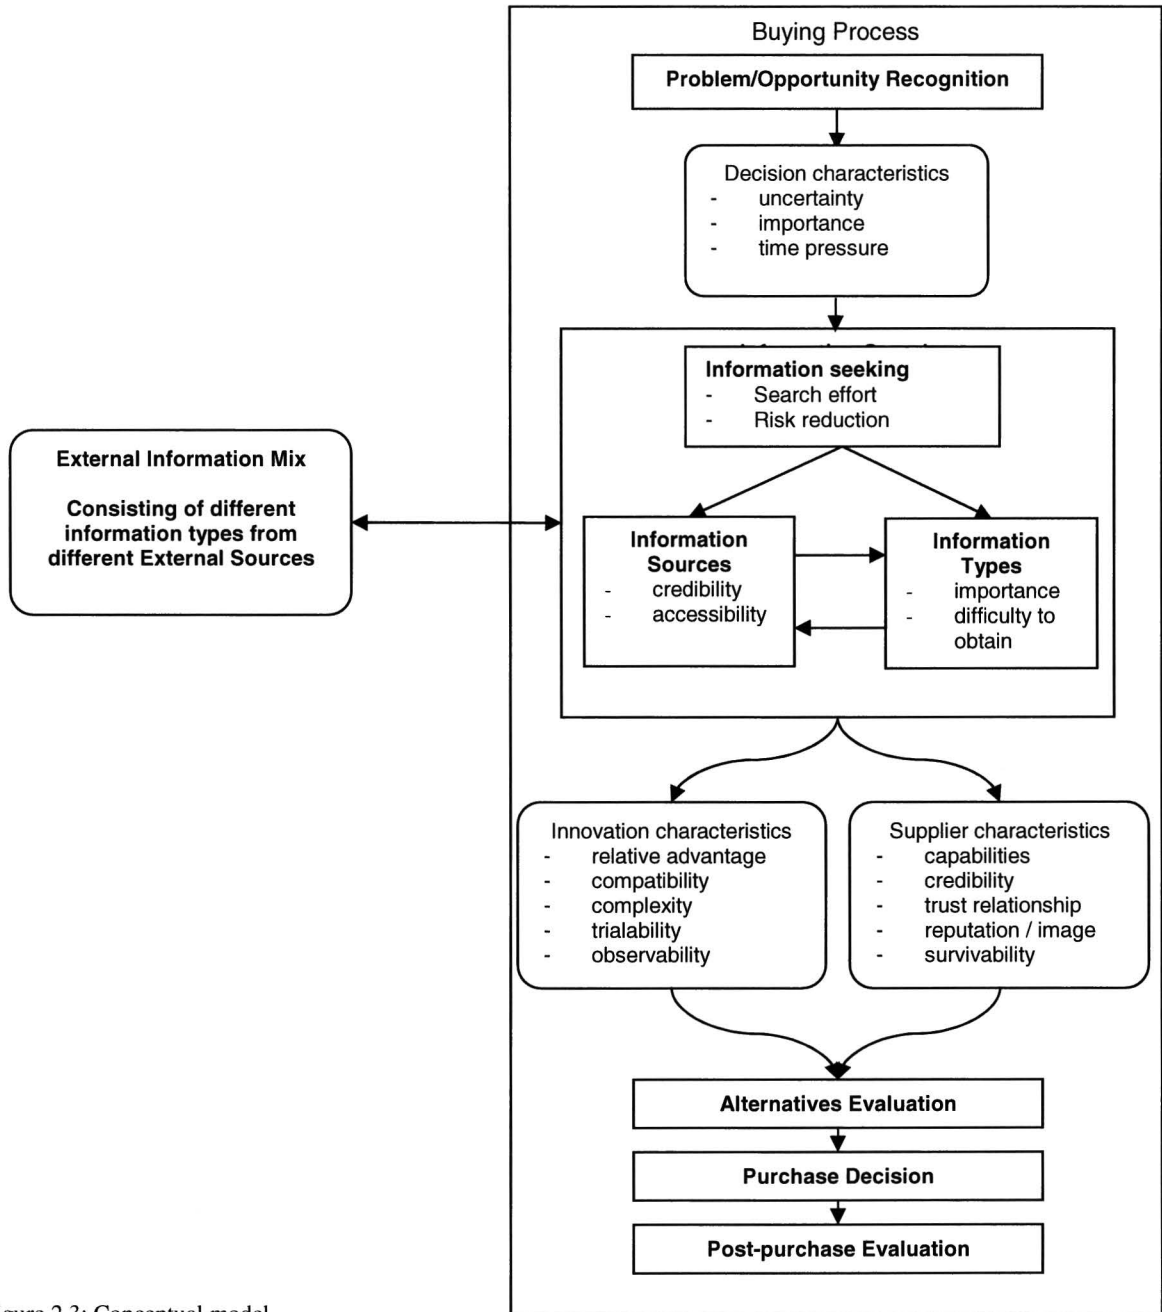 Buying Process
Problem/Opportunity Recognition
Decision characteristics
- uncertainty
- importance
- time pressure
Information seeking
- Search effort
- Risk reduction
External Information Mix
Consisting of different
information types from
different External Sources
Information
Sources
- credibility
- accessibility
Information
Types
- importance
- difficulty to
obtain
Innovation characteristics
- relative advantage
- compatibility
- complexity
- trialability
- observability
Supplier characteristics
- capabilities
- credibility
- trust relationship
- reputation / image
- survivability
Alternatives Evaluation
Purchase Decision
Post-purchase Evaluation
2.3: Conceptual model